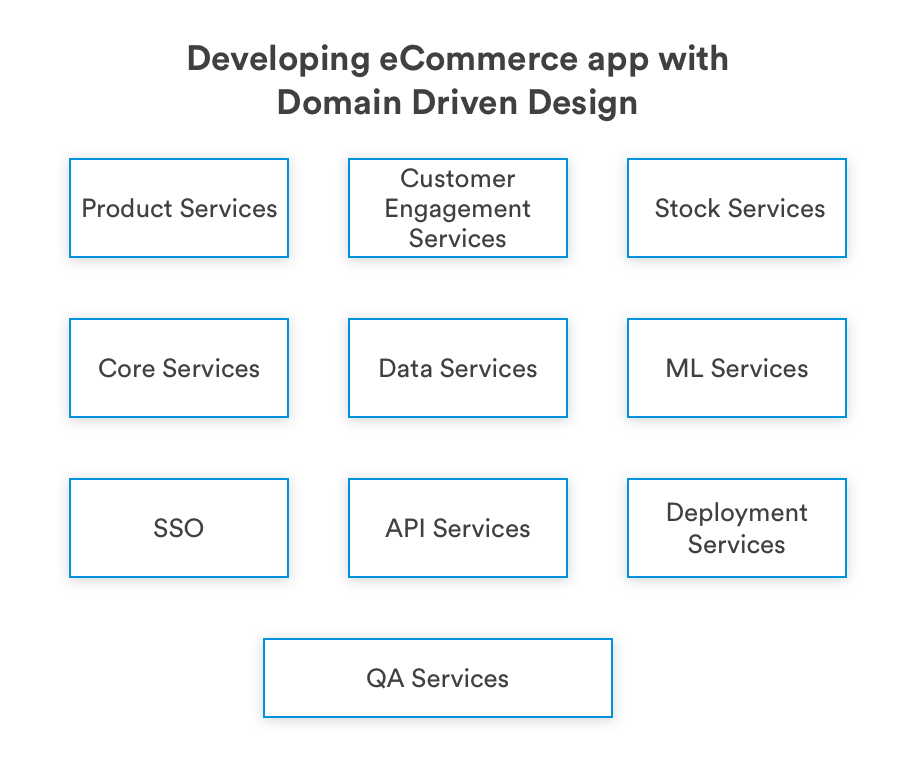 Developing eCommerce app with
Domain Driven Design
Product Services
Customer
Engagement
Services
Stock Services
Core Services
Data Services
ML Services
SSO
API Services
Deployment
Services
QA Services